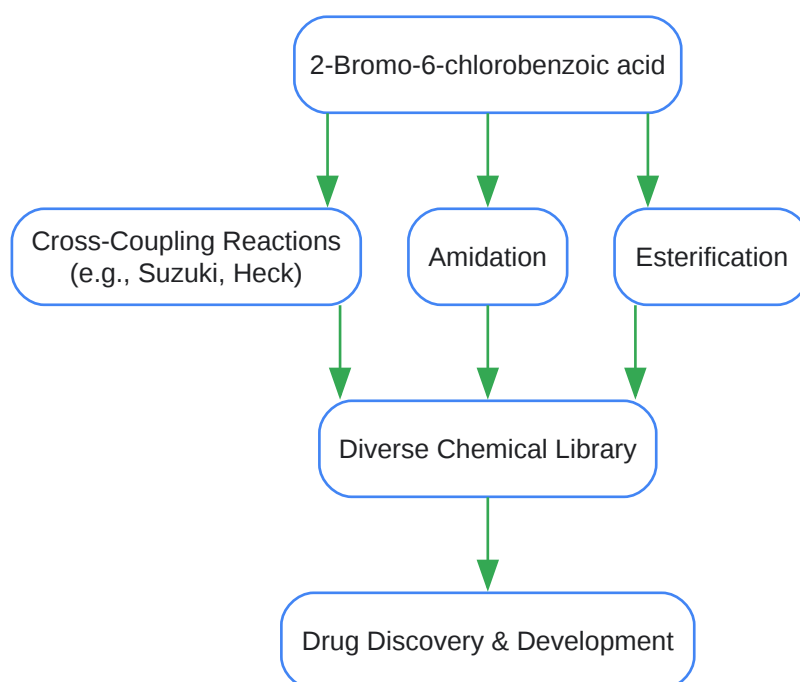 2-Bromo-6-chlorobenzoic acid
Cross-Coupling Reactions
(e.g., Suzuki, Heck)
Amidation
Esterification
Diverse Chemical Library
Drug Discovery & Development